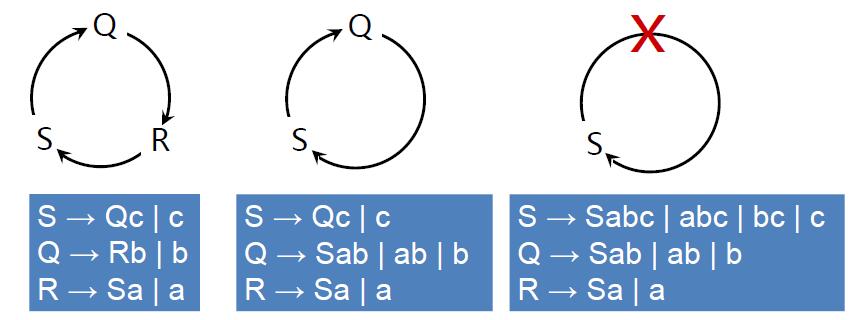 Q
S
R
S → Qc | c
Q → Rb | b
R → Sa | a
Q
S
S → Qc | c
Q → Sab | ab | b
R → Sa | a
X
S
S → Sabc | abc | bc | c
Q → Sab | ab | b
R → Sa | a